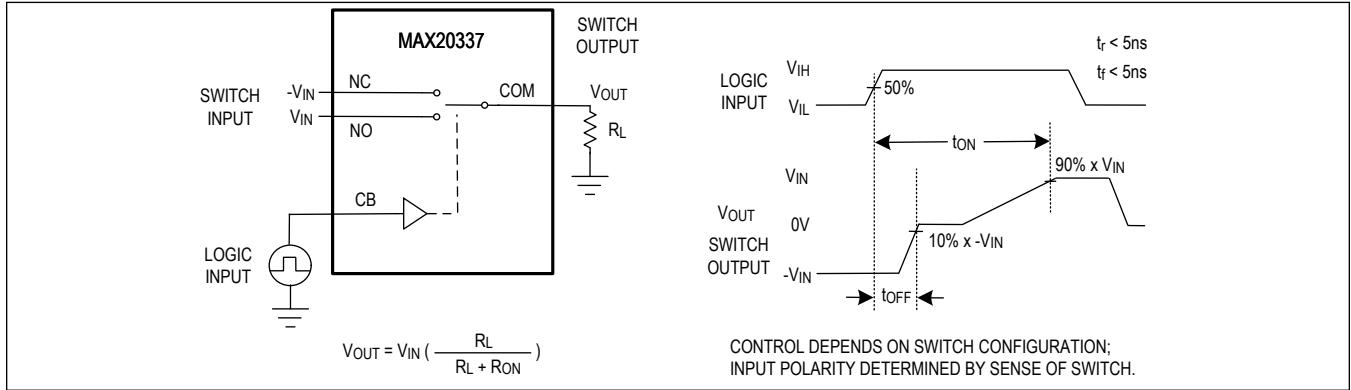 MAX20337
SWITCH
OUTPUT
SWITCH
INPUT
-VIN
NC
COM
VOUT
VIN
NO
RL
CB
LOGIC
INPUT
VOUT = VIN ( RL
RL + RON )
tr < 5ns
tf < 5ns
LOGIC
INPUT
VIH
50%
VIL
tON
90% x VIN
VIN
VOUT
0V
SWITCH
OUTPUT
10% x -VIN
-VIN
tOFF
CONTROL DEPENDS ON SWITCH CONFIGURATION;
INPUT POLARITY DETERMINED BY SENSE OF SWITCH.